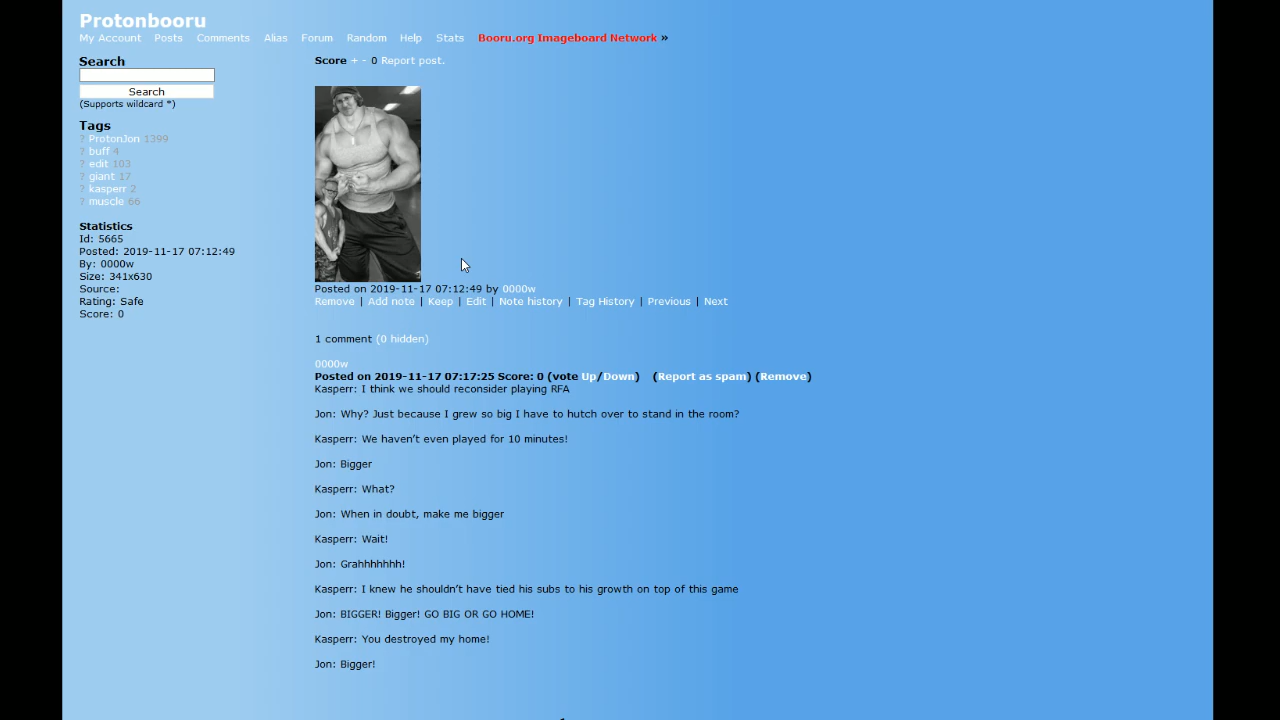 Protonbooru
My Account Posts Comments Alias Forum Random Help Stats Booru.org Imageboard Network »
Search
Search
(Supports wildcard *)
Tags
? ProtonJon 1399
? buff 4
? edit 103
? giant 17
? kasperr 2
? muscle 66
Statistics
Id: 5665
Posted: 2019-11-17 07:12:49
By: 0000w
Size: 341x630
Source:
Rating: Safe
Score: 0
Score + - 0 Report post.
Posted on 2019-11-17 07:12:49 by 0000w
Remove | Add note | Keep | Edit | Note history | Tag History | Previous | Next
1 comment (0 hidden)
0000w
Posted on 2019-11-17 07:17:25 Score: 0 (vote Up/Down) (Report as spam) (Remove)
Kasperr: I think we should reconsider playing RFA
Jon: Why? Just because I grew so big I have to hutch over to stand in the room?
Kasperr: We haven’t even played for 10 minutes!
Jon: Bigger
Kasperr: What?
Jon: When in doubt, make me bigger
Kasperr: Wait!
Jon: Grahhhhhhh!
Kasperr: I knew he shouldn’t have tied his subs to his growth on top of this game
Jon: BIGGER! Bigger! GO BIG OR GO HOME!
Kasperr: You destroyed my home!
Jon: Bigger!